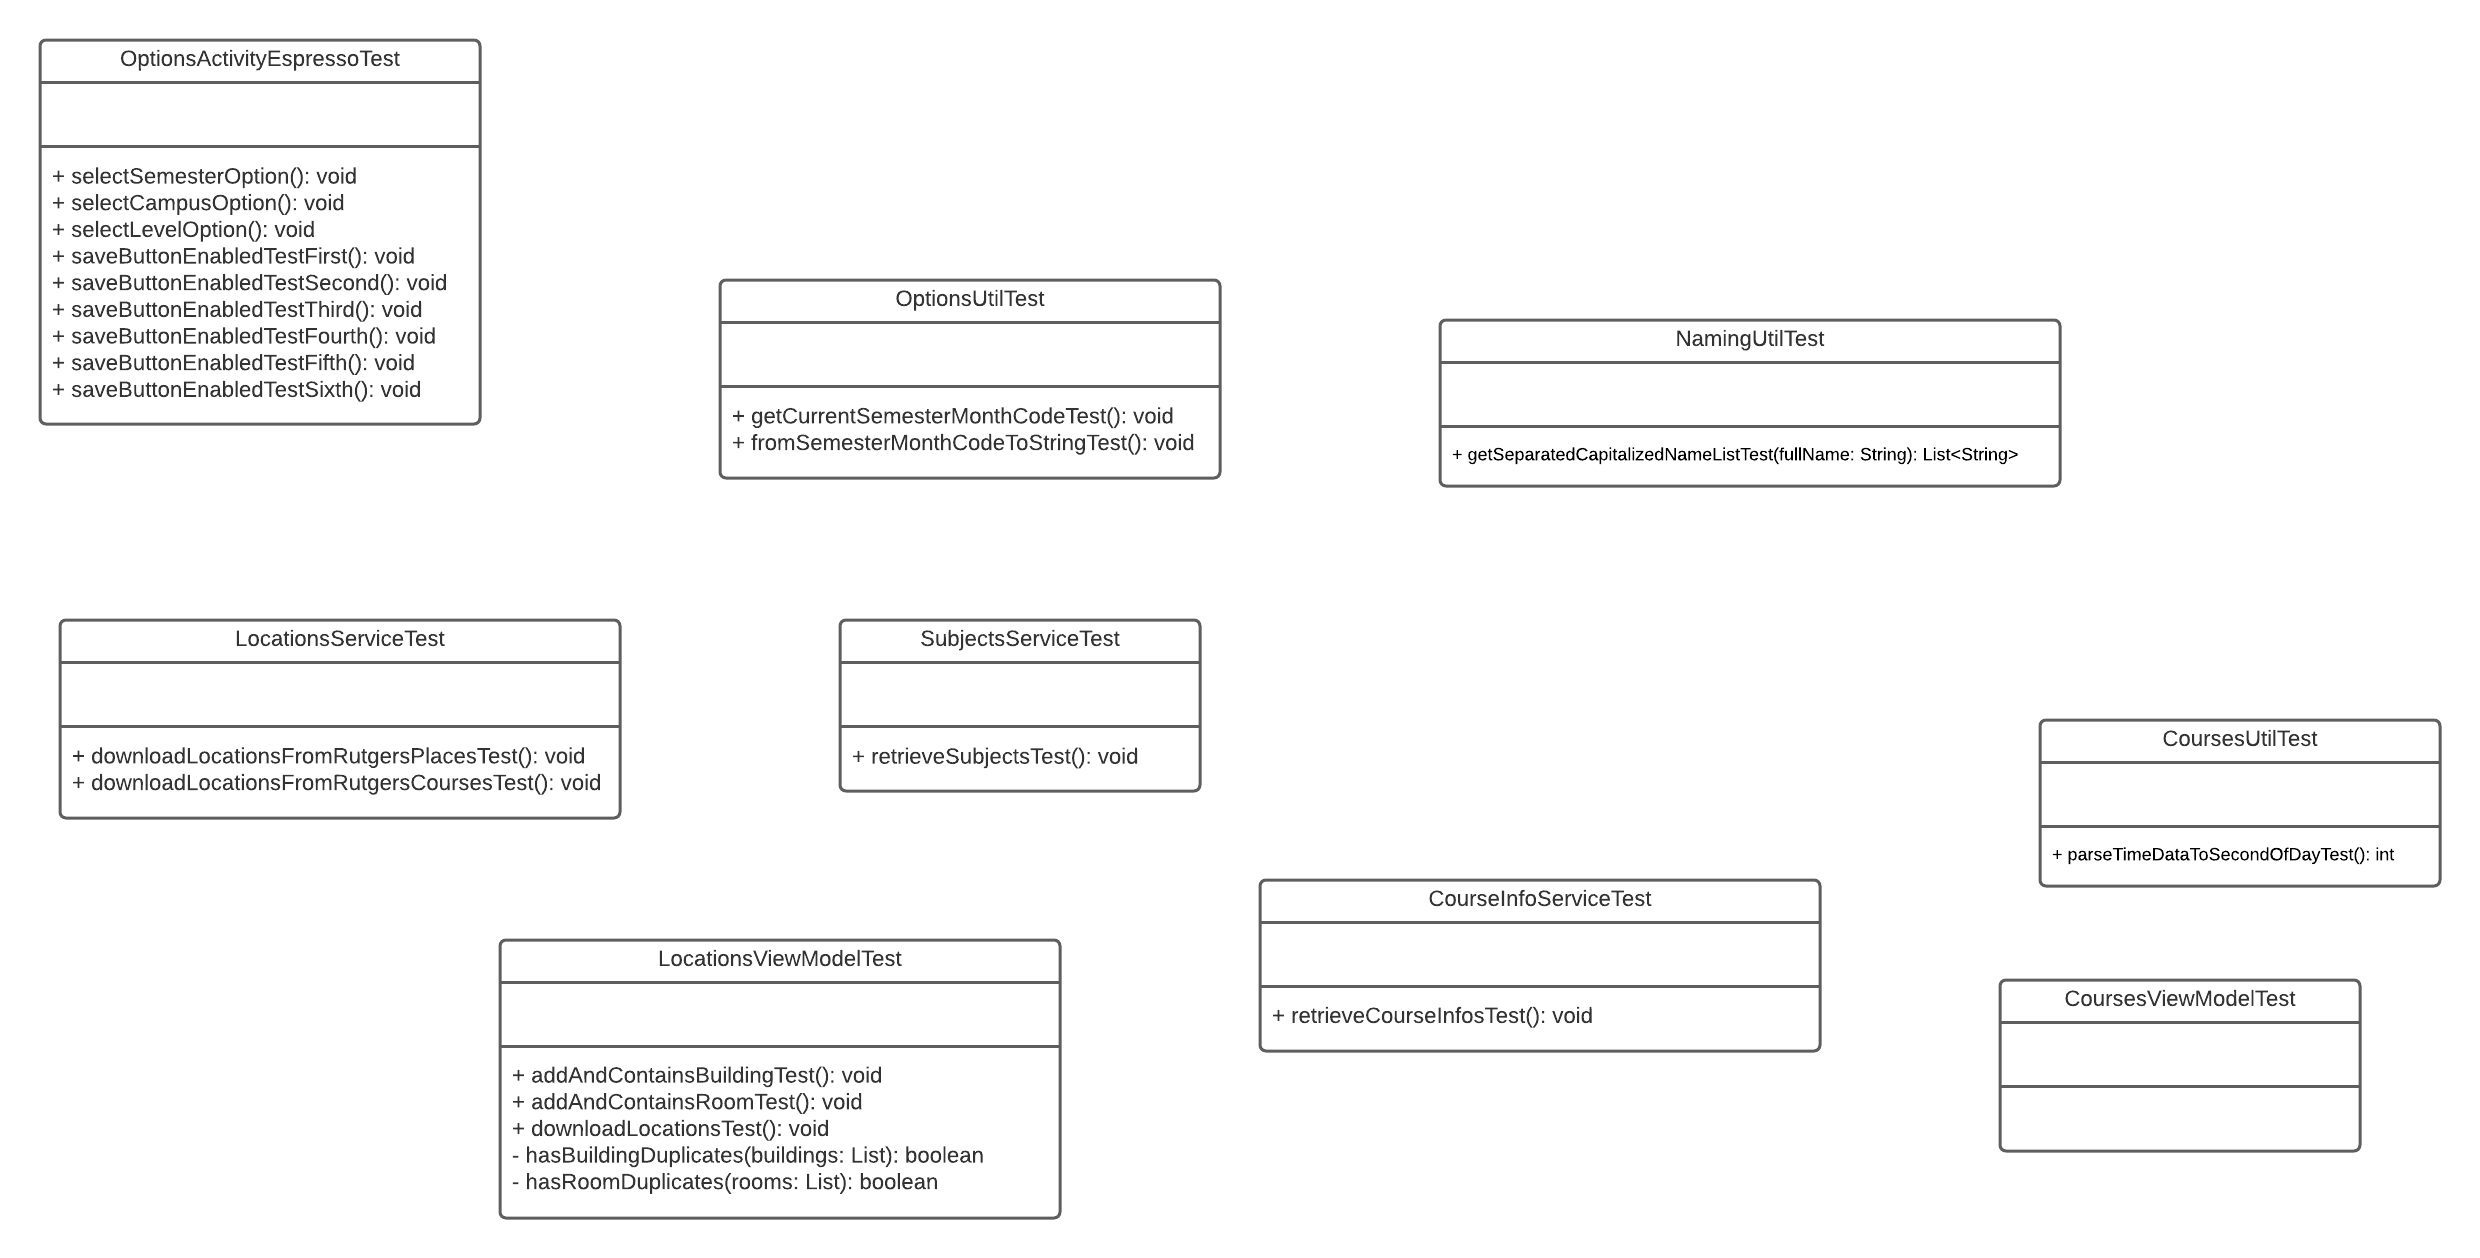 OptionsActivityEspressoTest
+ selectSemesterOption(): void
+ selectCampusOption(): void
+ selectLevelOption(): void
+ saveButtonEnabledTestFirst(): void
+ saveButtonEnabledTestSecond(): void
+ saveButtonEnabledTestThird(): void
+ saveButtonEnabledTestFourth(): void
+ saveButtonEnabledTestFifth(): void
+ saveButtonEnabledTestSixth(): void
OptionsUtilTest
+ getCurrentSemesterMonthCodeTest(): void
+ fromSemesterMonthCodeToStringTest(): void
NamingUtilTest
+ getSeparatedCapitalizedNameListTest(fullName: String): List<String>
LocationsServiceTest
+ downloadLocationsFromRutgersPlacesTest(): void
+ downloadLocationsFromRutgersCoursesTest(): void
SubjectsServiceTest
+ retrieveSubjectsTest(): void
CoursesUtilTest
+ parseTimeDataToSecondOfDayTest(): int
LocationsViewModelTest
+ addAndContainsBuildingTest(): void
+ addAndContainsRoomTest(): void
+ downloadLocationsTest(): void
- hasBuildingDuplicates(buildings: List): boolean
- hasRoomDuplicates(rooms: List): boolean
CourseInfoServiceTest
+ retrieveCourseInfosTest(): void
CoursesViewModelTest